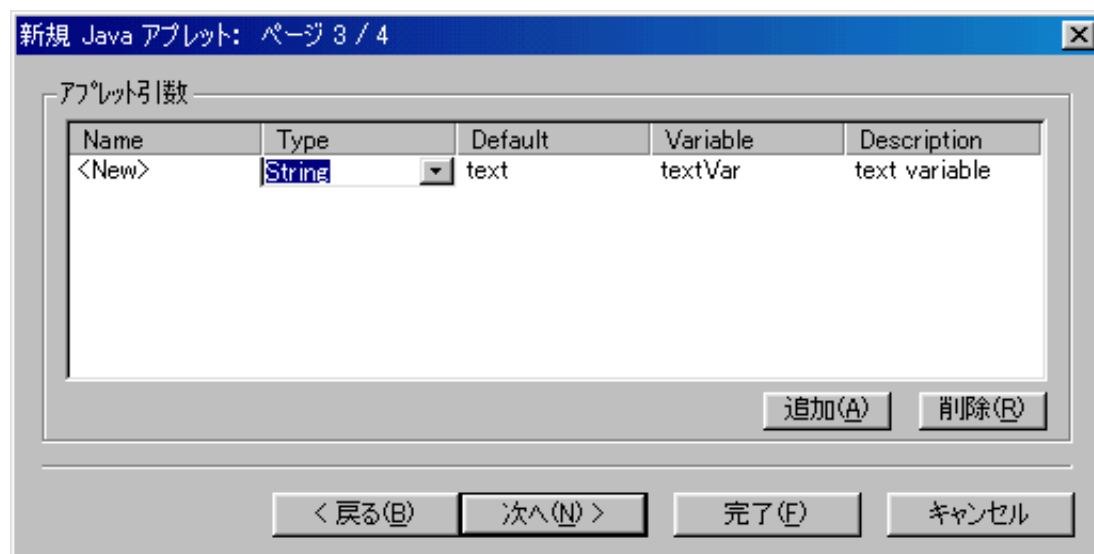 新規 Java アプレット： ページ 3 / 4
アプレット引数
Name Type Default Variable Description
<New> String text textVar text variable
追加(A) 削除(R)
< 戻る(B) 次へ(N) > 完了(F) キャンセル